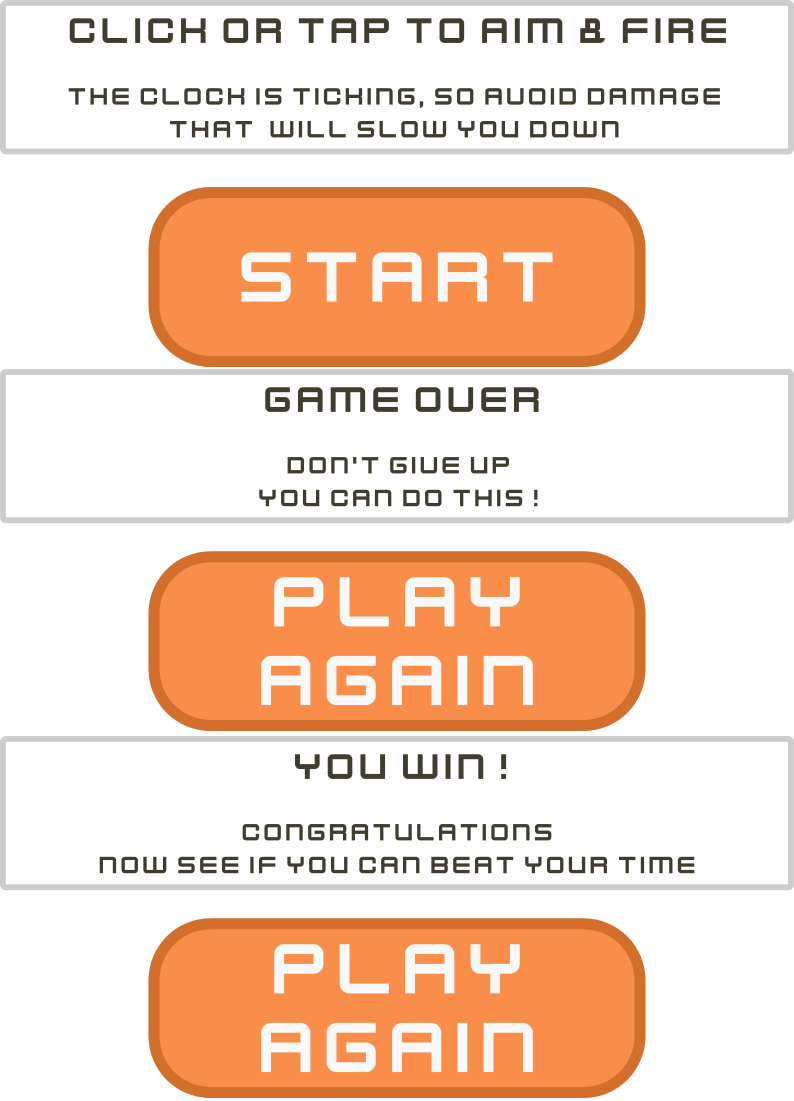 CLICK OR TAP TO AIM & FIRE
THE CLOCK IS TICKING, SO AVOID DAMAGE
THAT WILL SLOW YOU DOWN
START
GAME OVER
DON'T GIVE UP
YOU CAN DO THIS !
PLAY
AGAIN
YOU WIN !
CONGRATULATIONS
NOW SEE IF YOU CAN BEAT YOUR TIME
PLAY
AGAIN